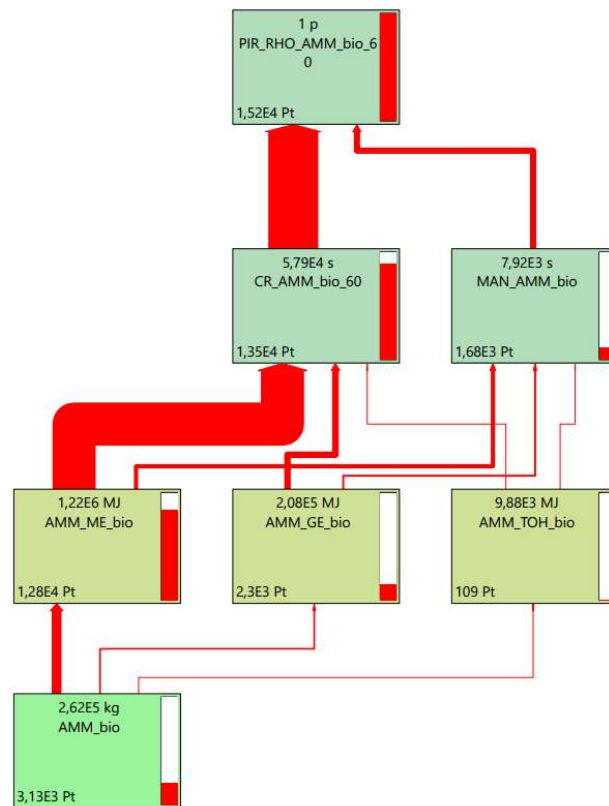 1 p
PIR_RHO_AMM_bio_6
0
1,52E4 Pt
5,79E4 s
CR_AMM_bio_60
1,35E4 Pt
7,92E3 s
MAN_AMM_bio
1,68E3 Pt
1,22E6 MJ
AMM_ME_bio
1,28E4 Pt
2,08E5 MJ
AMM_GE_bio
2,3E3 Pt
9,88E3 MJ
AMM_TOH_bio
109 Pt
2,62E5 kg
AMM_bio
3,13E3 Pt